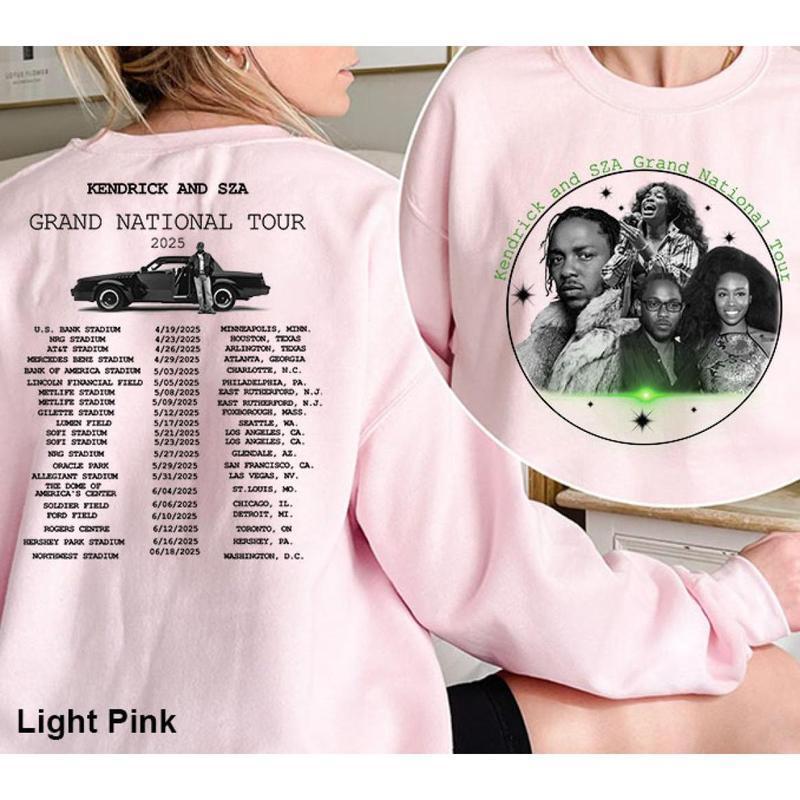 LOTUS FLOWER
KENDRICK AND SZA
GRAND NATIONAL TOUR
2025
U.S. BANK STADIUM 4/19/2025 MINNEAPOLIS, MINN.
NRG STADIUM 4/23/2025 HOUSTON, TEXAS
AT&T STADIUM 4/26/2025 ARLINGTON, TEXAS
MERCEDES BENZ STADIUM 4/29/2025 ATLANTA, GEORGIA
BANK OF AMERICA STADIUM 5/03/2025 CHARLOTTE, N.C.
LINCOLN FINANCIAL FIELD 5/05/2025 PHILADELPHIA, PA.
METLIFE STADIUM 5/08/2025 EAST RUTHERFORD, N.J.
METLIFE STADIUM 5/09/2025 EAST RUTHERFORD, N.J.
GILETTE STADIUM 5/12/2025 FOXBOROUGH, MASS.
LUMEN FIELD 5/17/2025 SEATTLE, WA.
SOFI STADIUM 5/21/2025 LOS ANGELES, CA.
SOFI STADIUM 5/23/2025 LOS ANGELES, CA.
NRG STADIUM 5/27/2025 GLENDALE, AZ.
ORACLE PARK 5/29/2025 SAN FRANCISCO, CA.
ALLEGIANT STADIUM 5/31/2025 LAS VEGAS, NV.
THE DOME OF
AMERICA'S CENTER 6/04/2025 ST.LOUIS, MO.
SOLDIER FIELD 6/06/2025 CHICAGO, IL.
FORD FIELD 6/10/2025 DETROIT, MI.
ROGERS CENTRE 6/12/2025 TORONTO, ON
HERSHEY PARK STADIUM 6/16/2025 HERSHEY, PA.
NORTHWEST STADIUM 06/18/2025 WASHINGTON, D.C.
Kendrick and SZA Grand National Tour
Light Pink